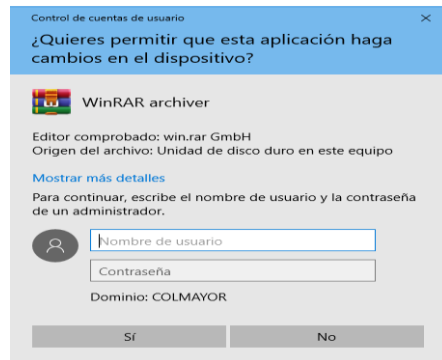 Control de cuentas de usuario
¿Quieres permitir que esta aplicación haga
cambios en el dispositivo?
WinRAR archiver
Editor comprobado: win.rar GmbH
Origen del archivo: Unidad de disco duro en este equipo
Mostrar más detalles
Para continuar, escribe el nombre de usuario y la contraseña
de un administrador.
Nombre de usuario
Contraseña
Dominio: COLMAYOR
Sí
No